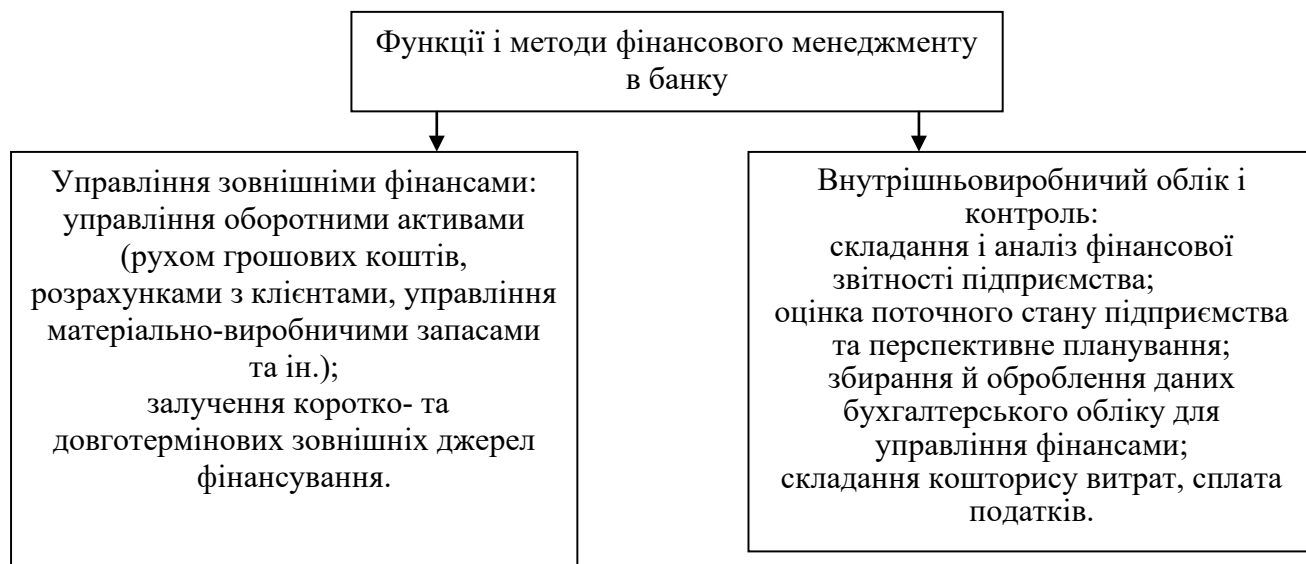 Функції і методи фінансового менеджменту
в банку
Управління зовнішніми фінансами:
управління оборотними активами
(рухом грошових коштів,
розрахунками з клієнтами, управління
матеріально-виробничими запасами
та ін.);
залучення коротко- та
довготермінових зовнішніх джерел
фінансування.
Внутрішньовиробничий облік і
контроль:
складання і аналіз фінансової
звітності підприємства;
оцінка поточного стану підприємства
та перспективне планування;
збирання й оброблення даних
бухгалтерського обліку для
управління фінансами;
складання кошторису витрат, сплата
податків.